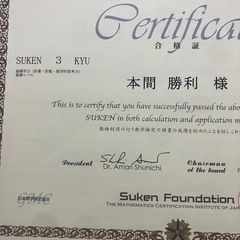 Certifica
合格証
SUKEN 3 KYU
本間 勝利 様
This is to certify that you have successfully passed the abo
SUKEN in both calculation and application m
President
Dr. Amari Shunichi
Chairman
of the board
Suken Foundation
THE MATHEMATICS CERTIFICATION INSTITUTE OF JA